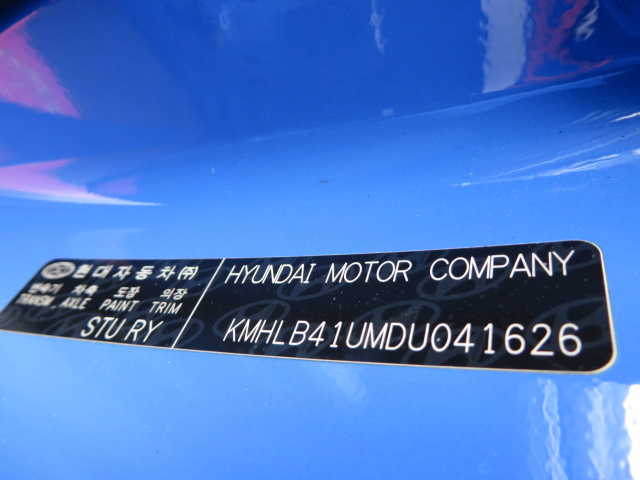 현대자동차(주)
변속기 차축 도장 의장
TRANSM. AXLE PAINT TRIM
STU RY
HYUNDAI MOTOR COMPANY
KMHLB41UMDU041626